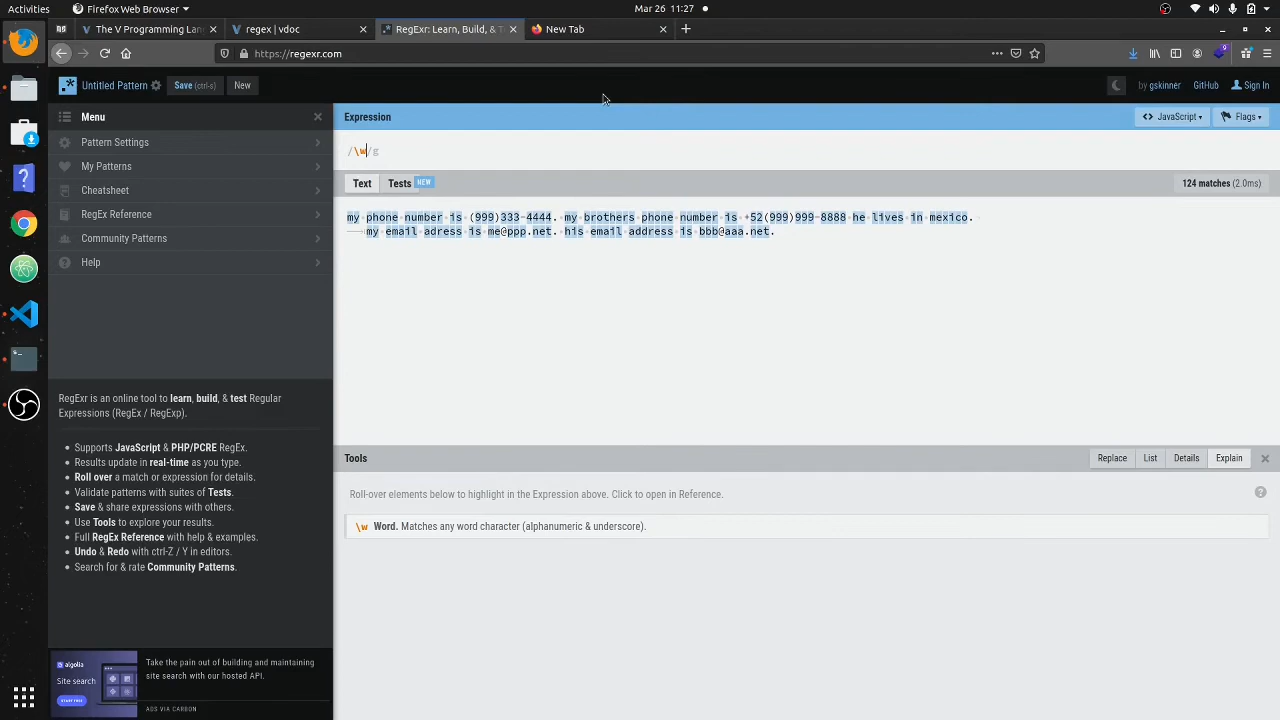 Activities
Firefox Web Browser
Mar 26 11:27
The V Programming Lan
regex | vdoc
RegExr: Learn, Build, & T
New Tab
https://regexr.com
9
Untitled Pattern
Save (ctrl-s)
New
by gskinner
GitHub
Sign In
Menu
Expression
JavaScript
Flags
Pattern Settings
/\w/g
My Patterns
Text
Tests
NEW
124 matches (2.0ms)
Cheatsheet
RegEx Reference
my phone number is (999)333-4444. my brothers phone number is +52(999)999-8888 he lives in mexico.
my email adress is me@ppp.net. his email address is bbb@aaa.net.
Community Patterns
Help
RegExr is an online tool to learn, build, & test Regular
Expressions (RegEx / RegExp).
Supports JavaScript & PHP/PCRE RegEx.
Results update in real-time as you type.
Roll over a match or expression for details.
Validate patterns with suites of Tests.
Save & share expressions with others.
Use Tools to explore your results.
Full RegEx Reference with help & examples.
Undo & Redo with ctrl-Z / Y in editors.
Search for & rate Community Patterns.
Tools
Replace
List
Details
Explain
Roll-over elements below to highlight in the Expression above. Click to open in Reference.
\w Word. Matches any word character (alphanumeric & underscore).
algolia
Site search
START FREE
Take the pain out of building and maintaining
site search with our hosted API.
ADS VIA CARBON